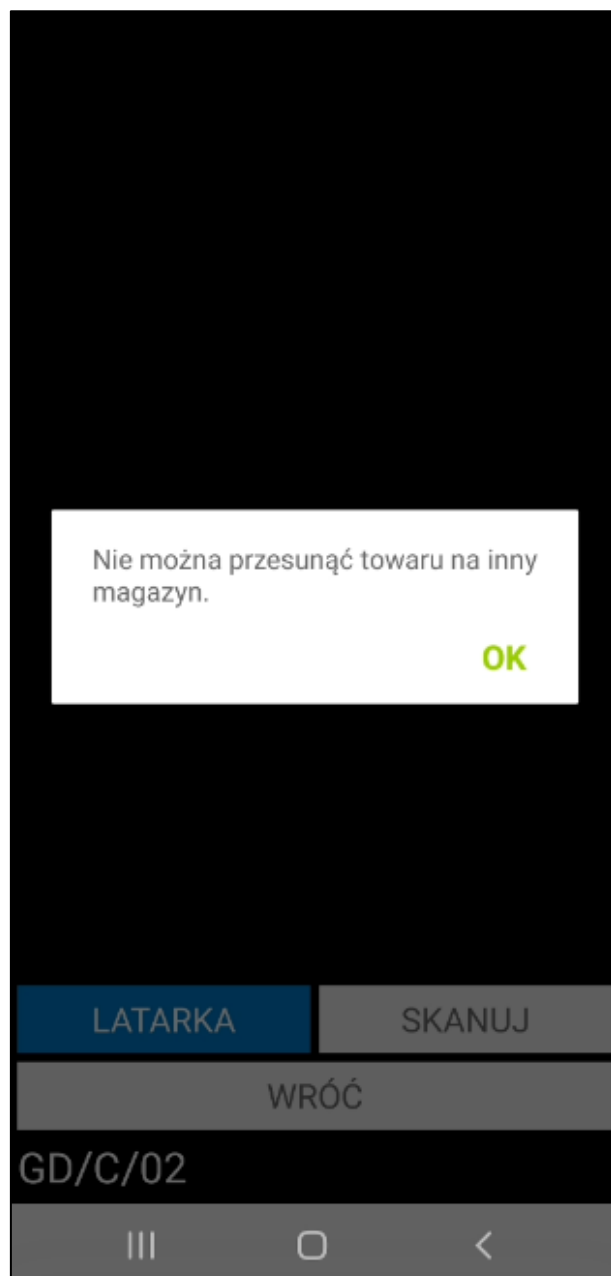 Nie można przesunąć towaru na inny
magazyn.
OK
LATARKA
SKANUJ
WRÓĆ
GD/C/02